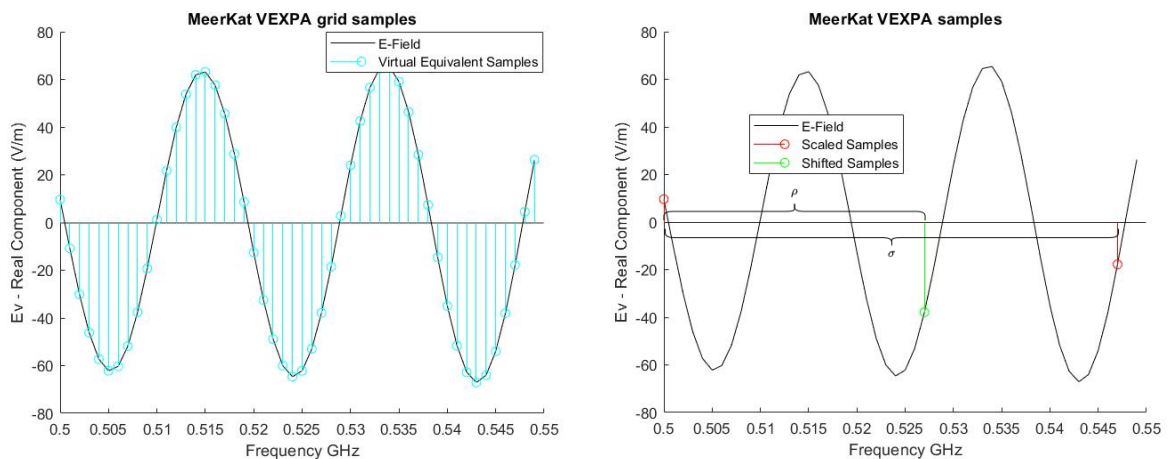 MeerKat VEXPA grid samples
E-Field
Virtual Equivalent Samples
Ev - Real Component (V/m)
80
60
40
20
0
-20
-40
-60
-80
0.5 0.505 0.51 0.515 0.52 0.525 0.53 0.535 0.54 0.545 0.55
Frequency GHz
MeerKat VEXPA samples
E-Field
Scaled Samples
Shifted Samples
ρ
σ
Ev - Real Component (V/m)
80
60
40
20
0
-20
-40
-60
-80
0.5 0.505 0.51 0.515 0.52 0.525 0.53 0.535 0.54 0.545 0.55
Frequency GHz